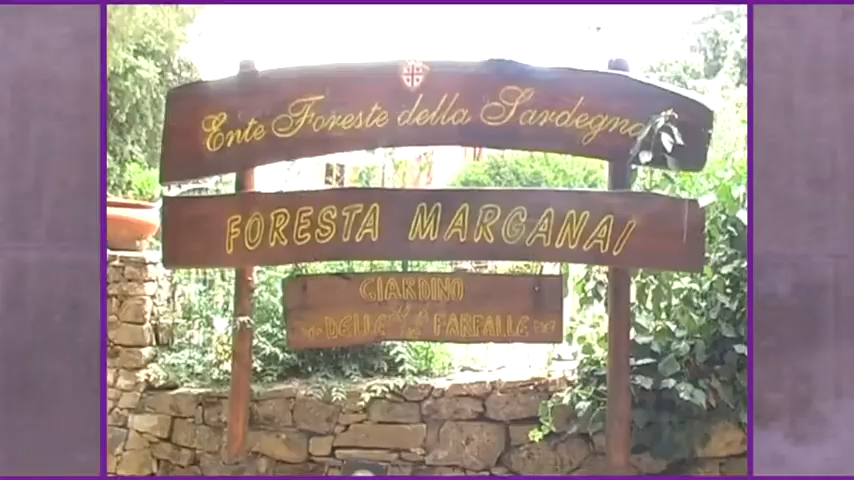 Ente Foreste della Sardegna
FORESTA MARGANAI
GIARDINO
DELLE FARFALLE